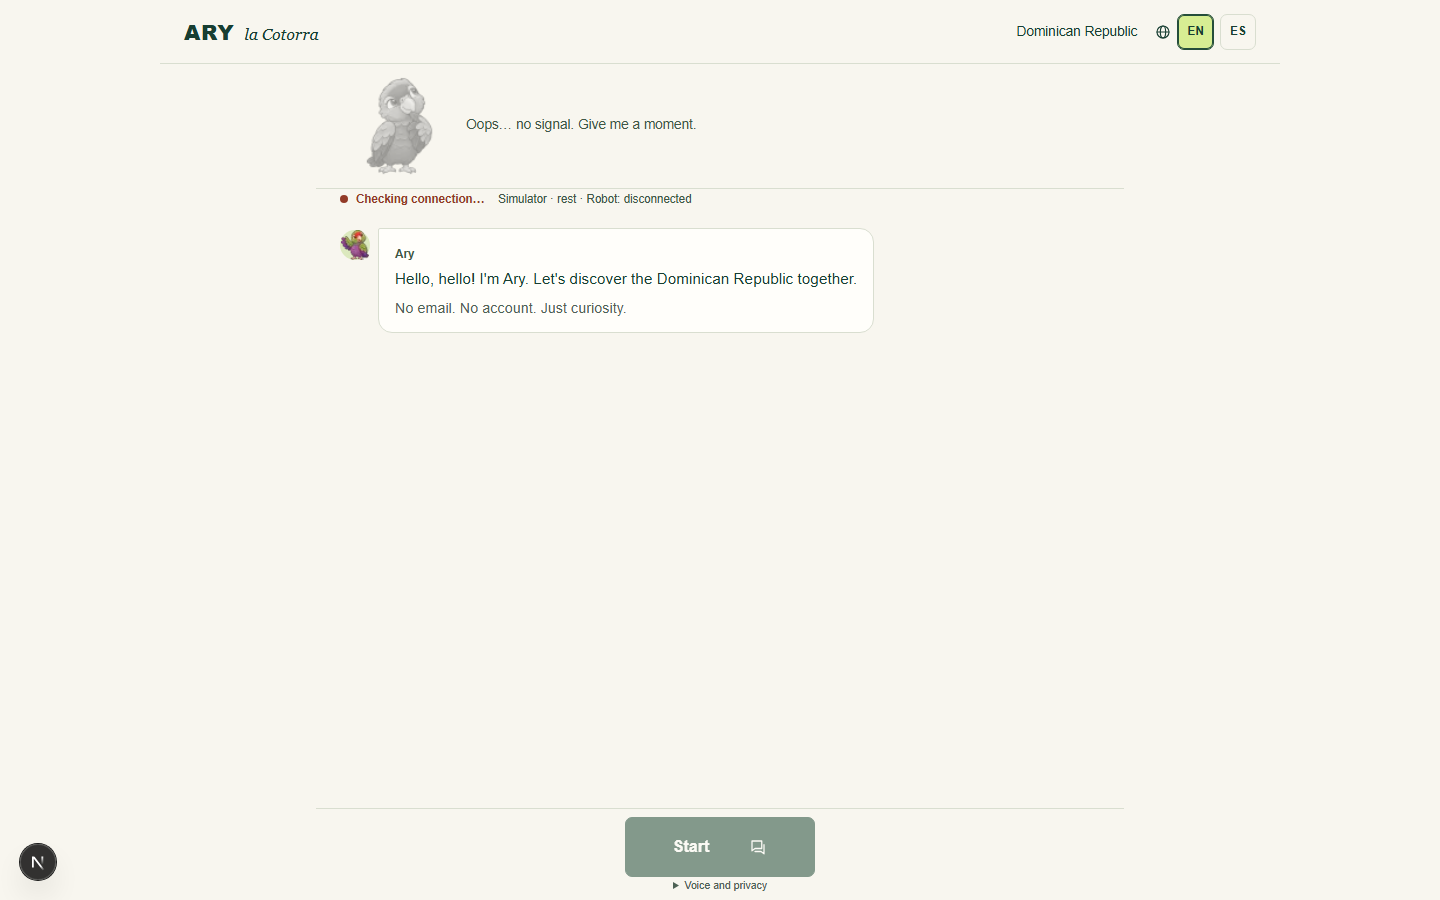 ARY la Cotorra
Dominican Republic EN ES
Oops... no signal. Give me a moment.
Checking connection... Simulator · rest · Robot: disconnected
Ary
Hello, hello! I'm Ary. Let's discover the Dominican Republic together.
No email. No account. Just curiosity.
Start
N
Voice and privacy